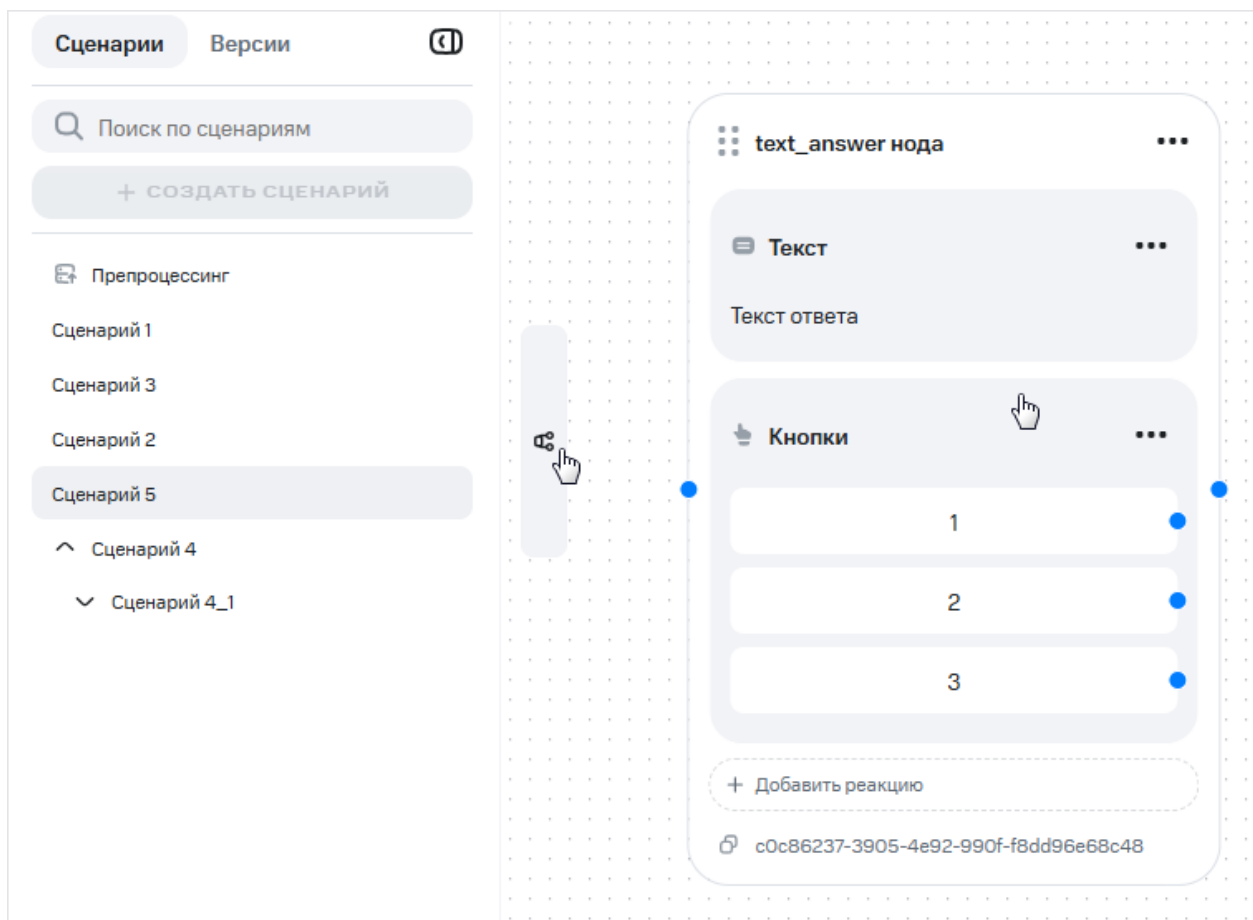 Сценарии Версии
Поиск по сценариям
+ СОЗДАТЬ СЦЕНАРИЙ
Препроцессинг
Сценарий 1
Сценарий 3
Сценарий 2
Сценарий 5
Сценарий 4
Сценарий 4_1
text_answer нода
Текст
Текст ответа
Кнопки
1
2
3
+ Добавить реакцию
c0c86237-3905-4e92-990f-f8dd96e68c48